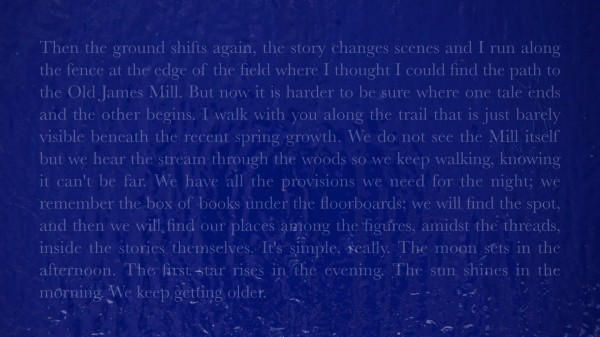 Then the ground shifts again, the story changes scenes and I run along
the fence at the edge of the field where I thought I could find the path to
the Old James Mill. But now it is harder to be sure where one tale ends
and the other begins. I walk with you along the trail that is just barely
visible beneath the recent spring growth. We do not see the Mill itself
but we hear the stream through the woods so we keep walking, knowing
it can't be far. We have all the provisions we need for the night; we
remember the box of books under the floorboards; we will find the spot,
and then we will find our places among the figures, amidst the threads,
inside the stories themselves. It's simple, really. The moon sets in the
afternoon. The first star rises in the evening. The sun shines in the
morning. We keep getting older.